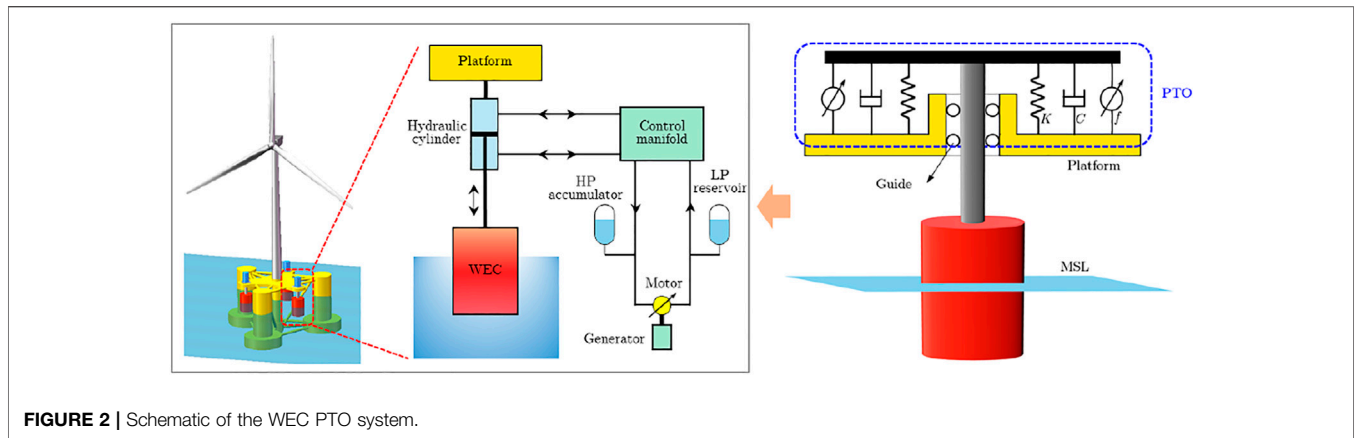 Platform
Hydraulic
cylinder
Control
manifold
HP
accumulator
LP
reservoir
WEC
Motor
Generator
PTO
K
C
f
Platform
Guide
MSL
FIGURE 2 | Schematic of the WEC PTO system.